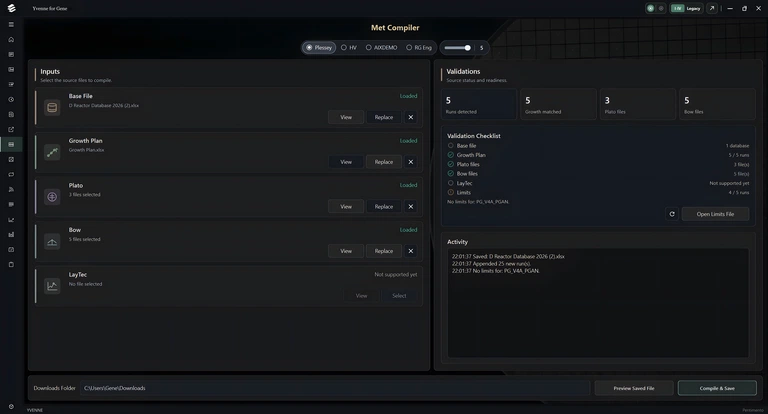 Yvenne for Gene
LIVE Legacy
Met Compiler
Plessey HV AIXDEMO RG Eng 5
Inputs
Select the source files to compile.
Base File
Loaded
D Reactor Database 2026 (2).xlsx
View Replace
Growth Plan
Loaded
Growth Plan.xlsx
View Replace
Plato
Loaded
3 files selected
View Replace
Bow
Loaded
5 files selected
View Replace
LayTec
Not supported yet
No file selected
View Select
Validations
Source status and readiness.
5
Runs detected
5
Growth matched
3
Plato files
5
Bow files
Validation Checklist
Base file 1 database
Growth Plan 5 / 5 runs
Plato files 3 file(s)
Bow files 5 file(s)
LayTec Not supported yet
Limits 4 / 5 runs
No limits for: PG_V4A_PGAN.
Open Limits File
Activity
22:01:37 Saved: D Reactor Database 2026 (2).xlsx
22:01:37 Appended 25 new run(s).
22:01:37 No limits for: PG_V4A_PGAN.
Downloads Folder C:\Users\Gene\Downloads Preview Saved File Compile & Save
YVENNE